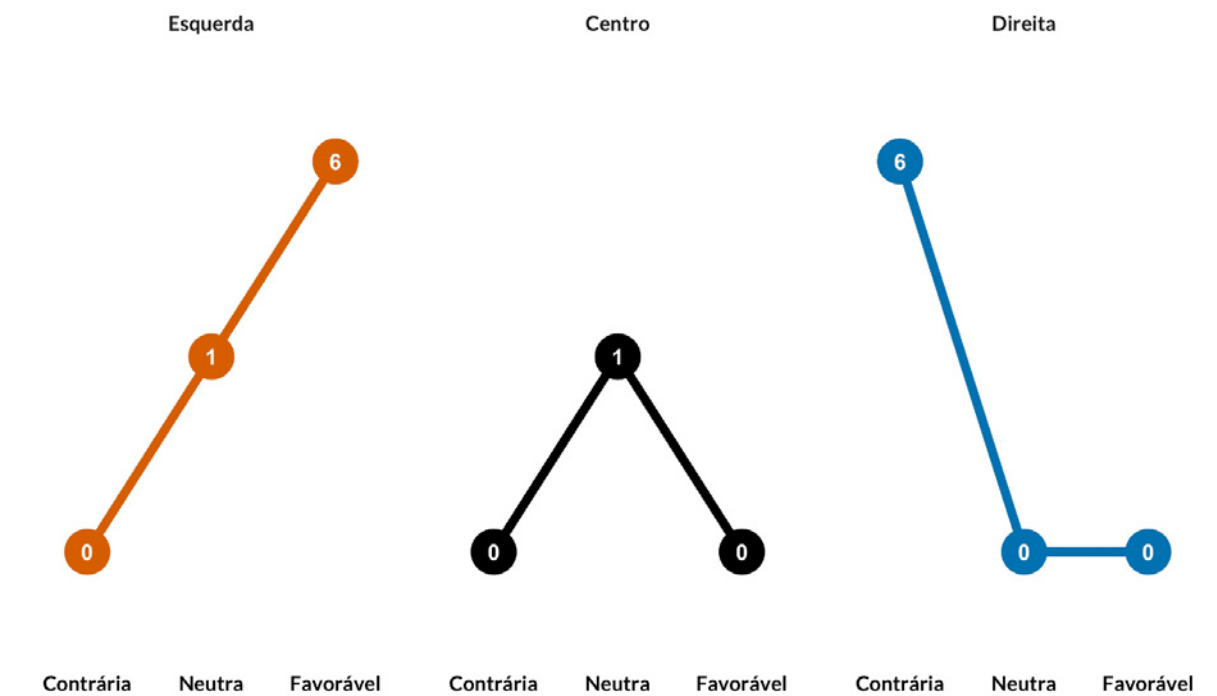 Esquerda Centro Direita
6 6
1 1
0 0 0 0 0
Contrária Neutra Favorável Contrária Neutra Favorável Contrária Neutra Favorável